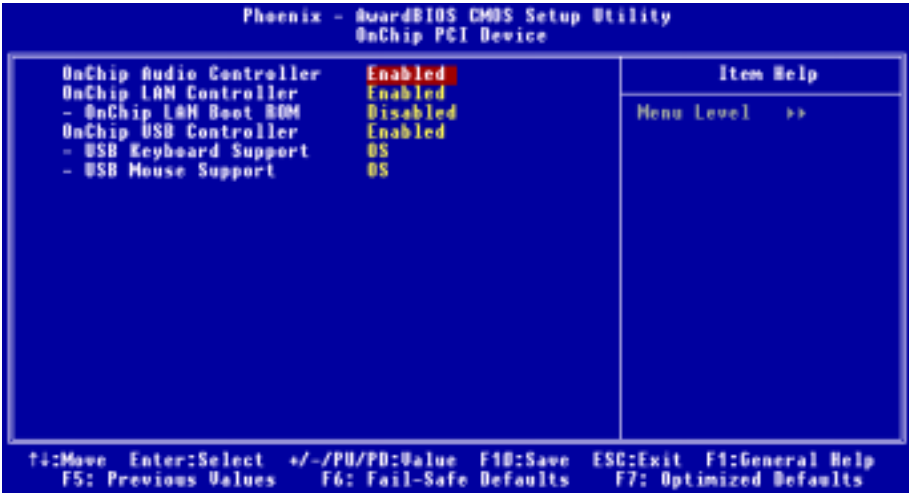 Phoenix - AwardBIOS CMOS Setup Utility
OnChip PCI Device
OnChip Audio Controller Enabled
OnChip LAN Controller Enabled
- OnChip LAN Boot ROM Disabled
OnChip USB Controller Enabled
- USB Keyboard Support OS
- USB Mouse Support OS
Item Help
Menu Level ▸▸
↑↓:Move Enter:Select +/-/PU/PD:Value F10:Save ESC:Exit F1:General Help
F5: Previous Values F6: Fail-Safe Defaults F7: Optimized Defaults